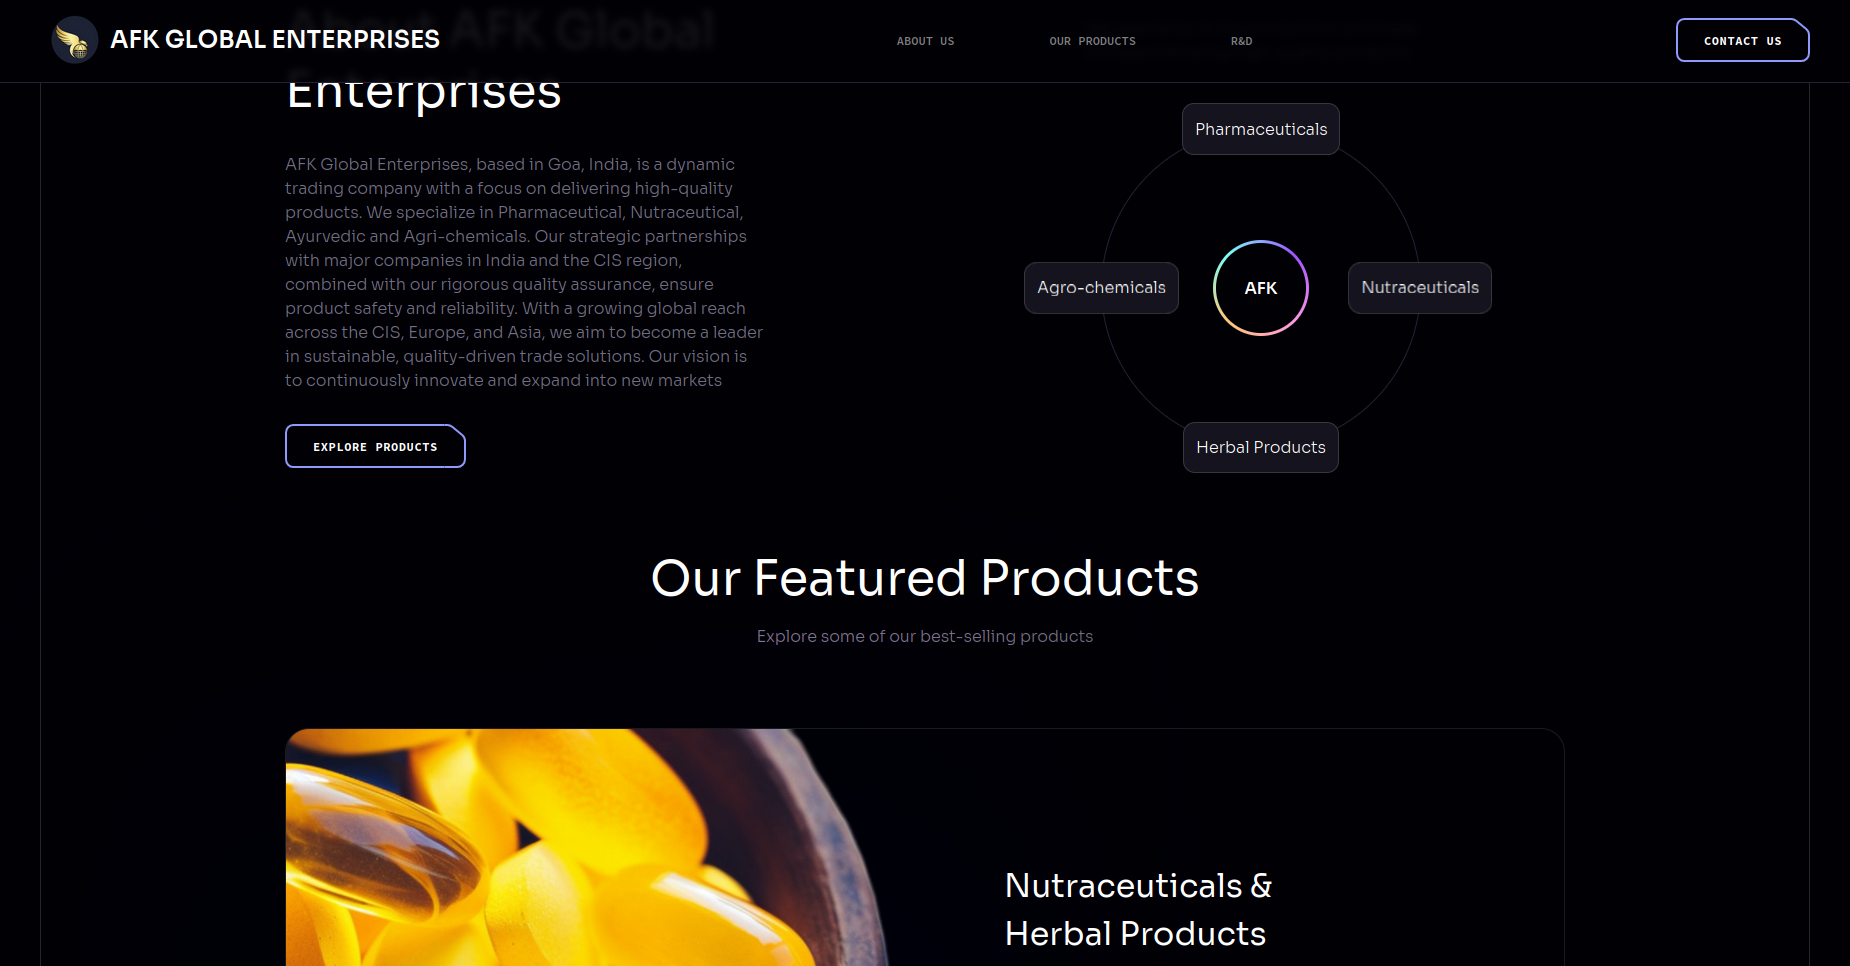 AFK GLOBAL ENTERPRISES
ABOUT US
OUR PRODUCTS
R&D
CONTACT US
About AFK Global
Enterprises
AFK Global Enterprises, based in Goa, India, is a dynamic
trading company with a focus on delivering high-quality
products. We specialize in Pharmaceutical, Nutraceutical,
Ayurvedic and Agri-chemicals. Our strategic partnerships
with major companies in India and the CIS region,
combined with our rigorous quality assurance, ensure
product safety and reliability. With a growing global reach
across the CIS, Europe, and Asia, we aim to become a leader
in sustainable, quality-driven trade solutions. Our vision is
to continuously innovate and expand into new markets
EXPLORE PRODUCTS
Pharmaceuticals
Agro-chemicals
AFK
Nutraceuticals
Herbal Products
Our Featured Products
Explore some of our best-selling products
Nutraceuticals &
Herbal Products